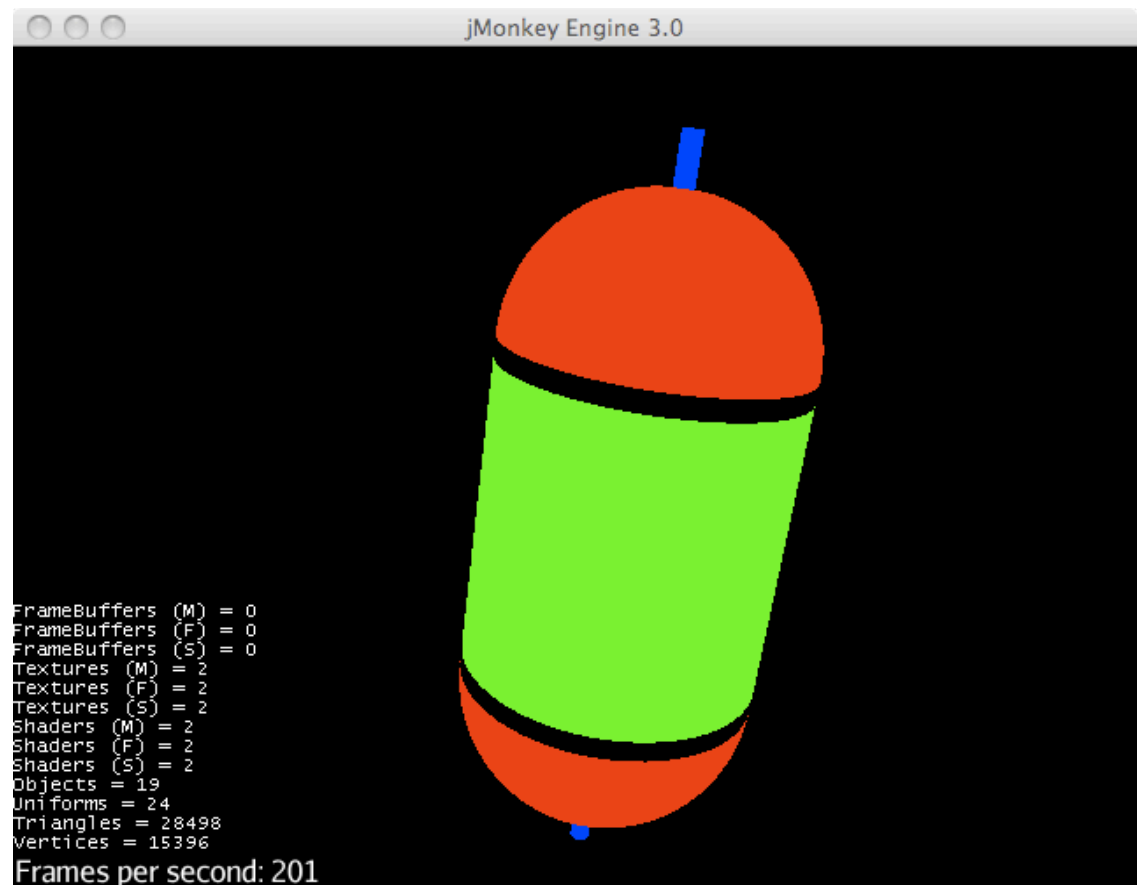 jMonkey Engine 3.0
FrameBuffers (M) = 0
FrameBuffers (F) = 0
FrameBuffers (S) = 0
Textures (M) = 2
Textures (F) = 2
Textures (S) = 2
Shaders (M) = 2
Shaders (F) = 2
Shaders (S) = 2
Objects = 19
Uniforms = 24
Triangles = 28498
Vertices = 15396
Frames per second: 201